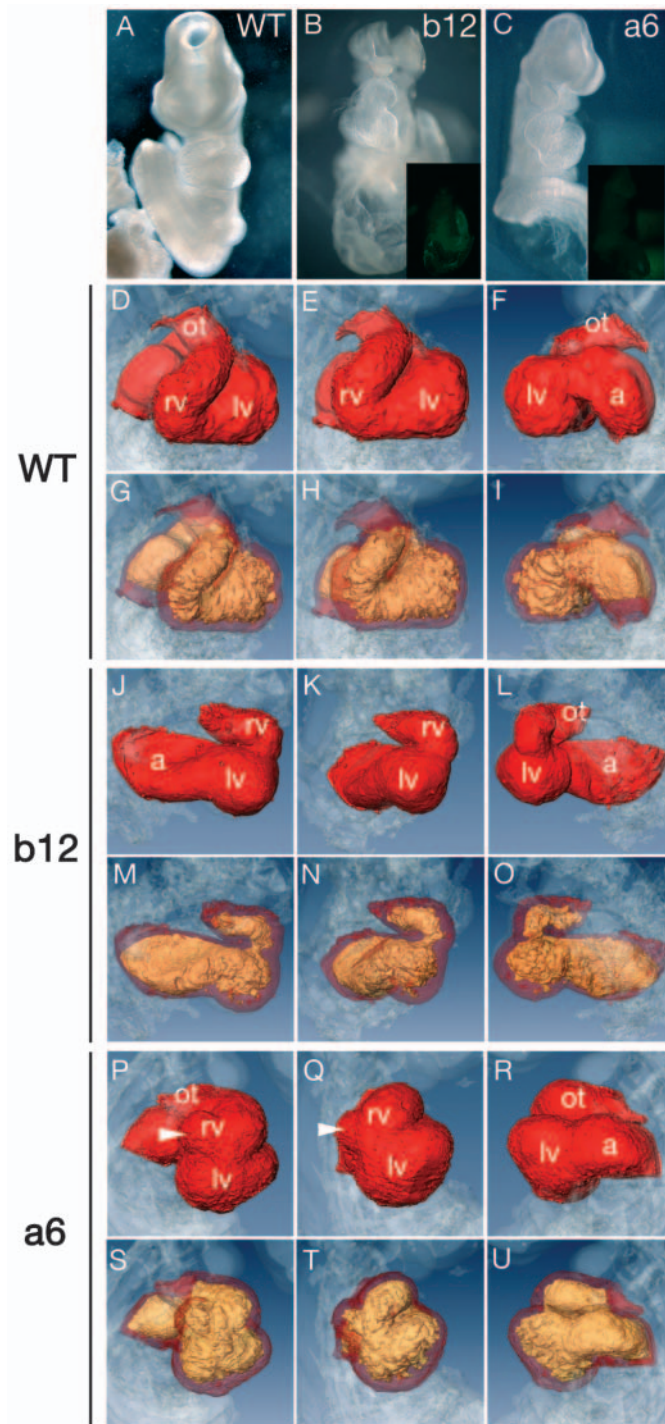 A WT
B b12
C a6
WT
D ot rv lv
E rv lv
F ot lv a
G
H
I
b12
J a rv lv
K rv lv
L ot lv a
M
N
O
a6
P ot rv lv
Q rv lv
R ot lv a
S
T
U